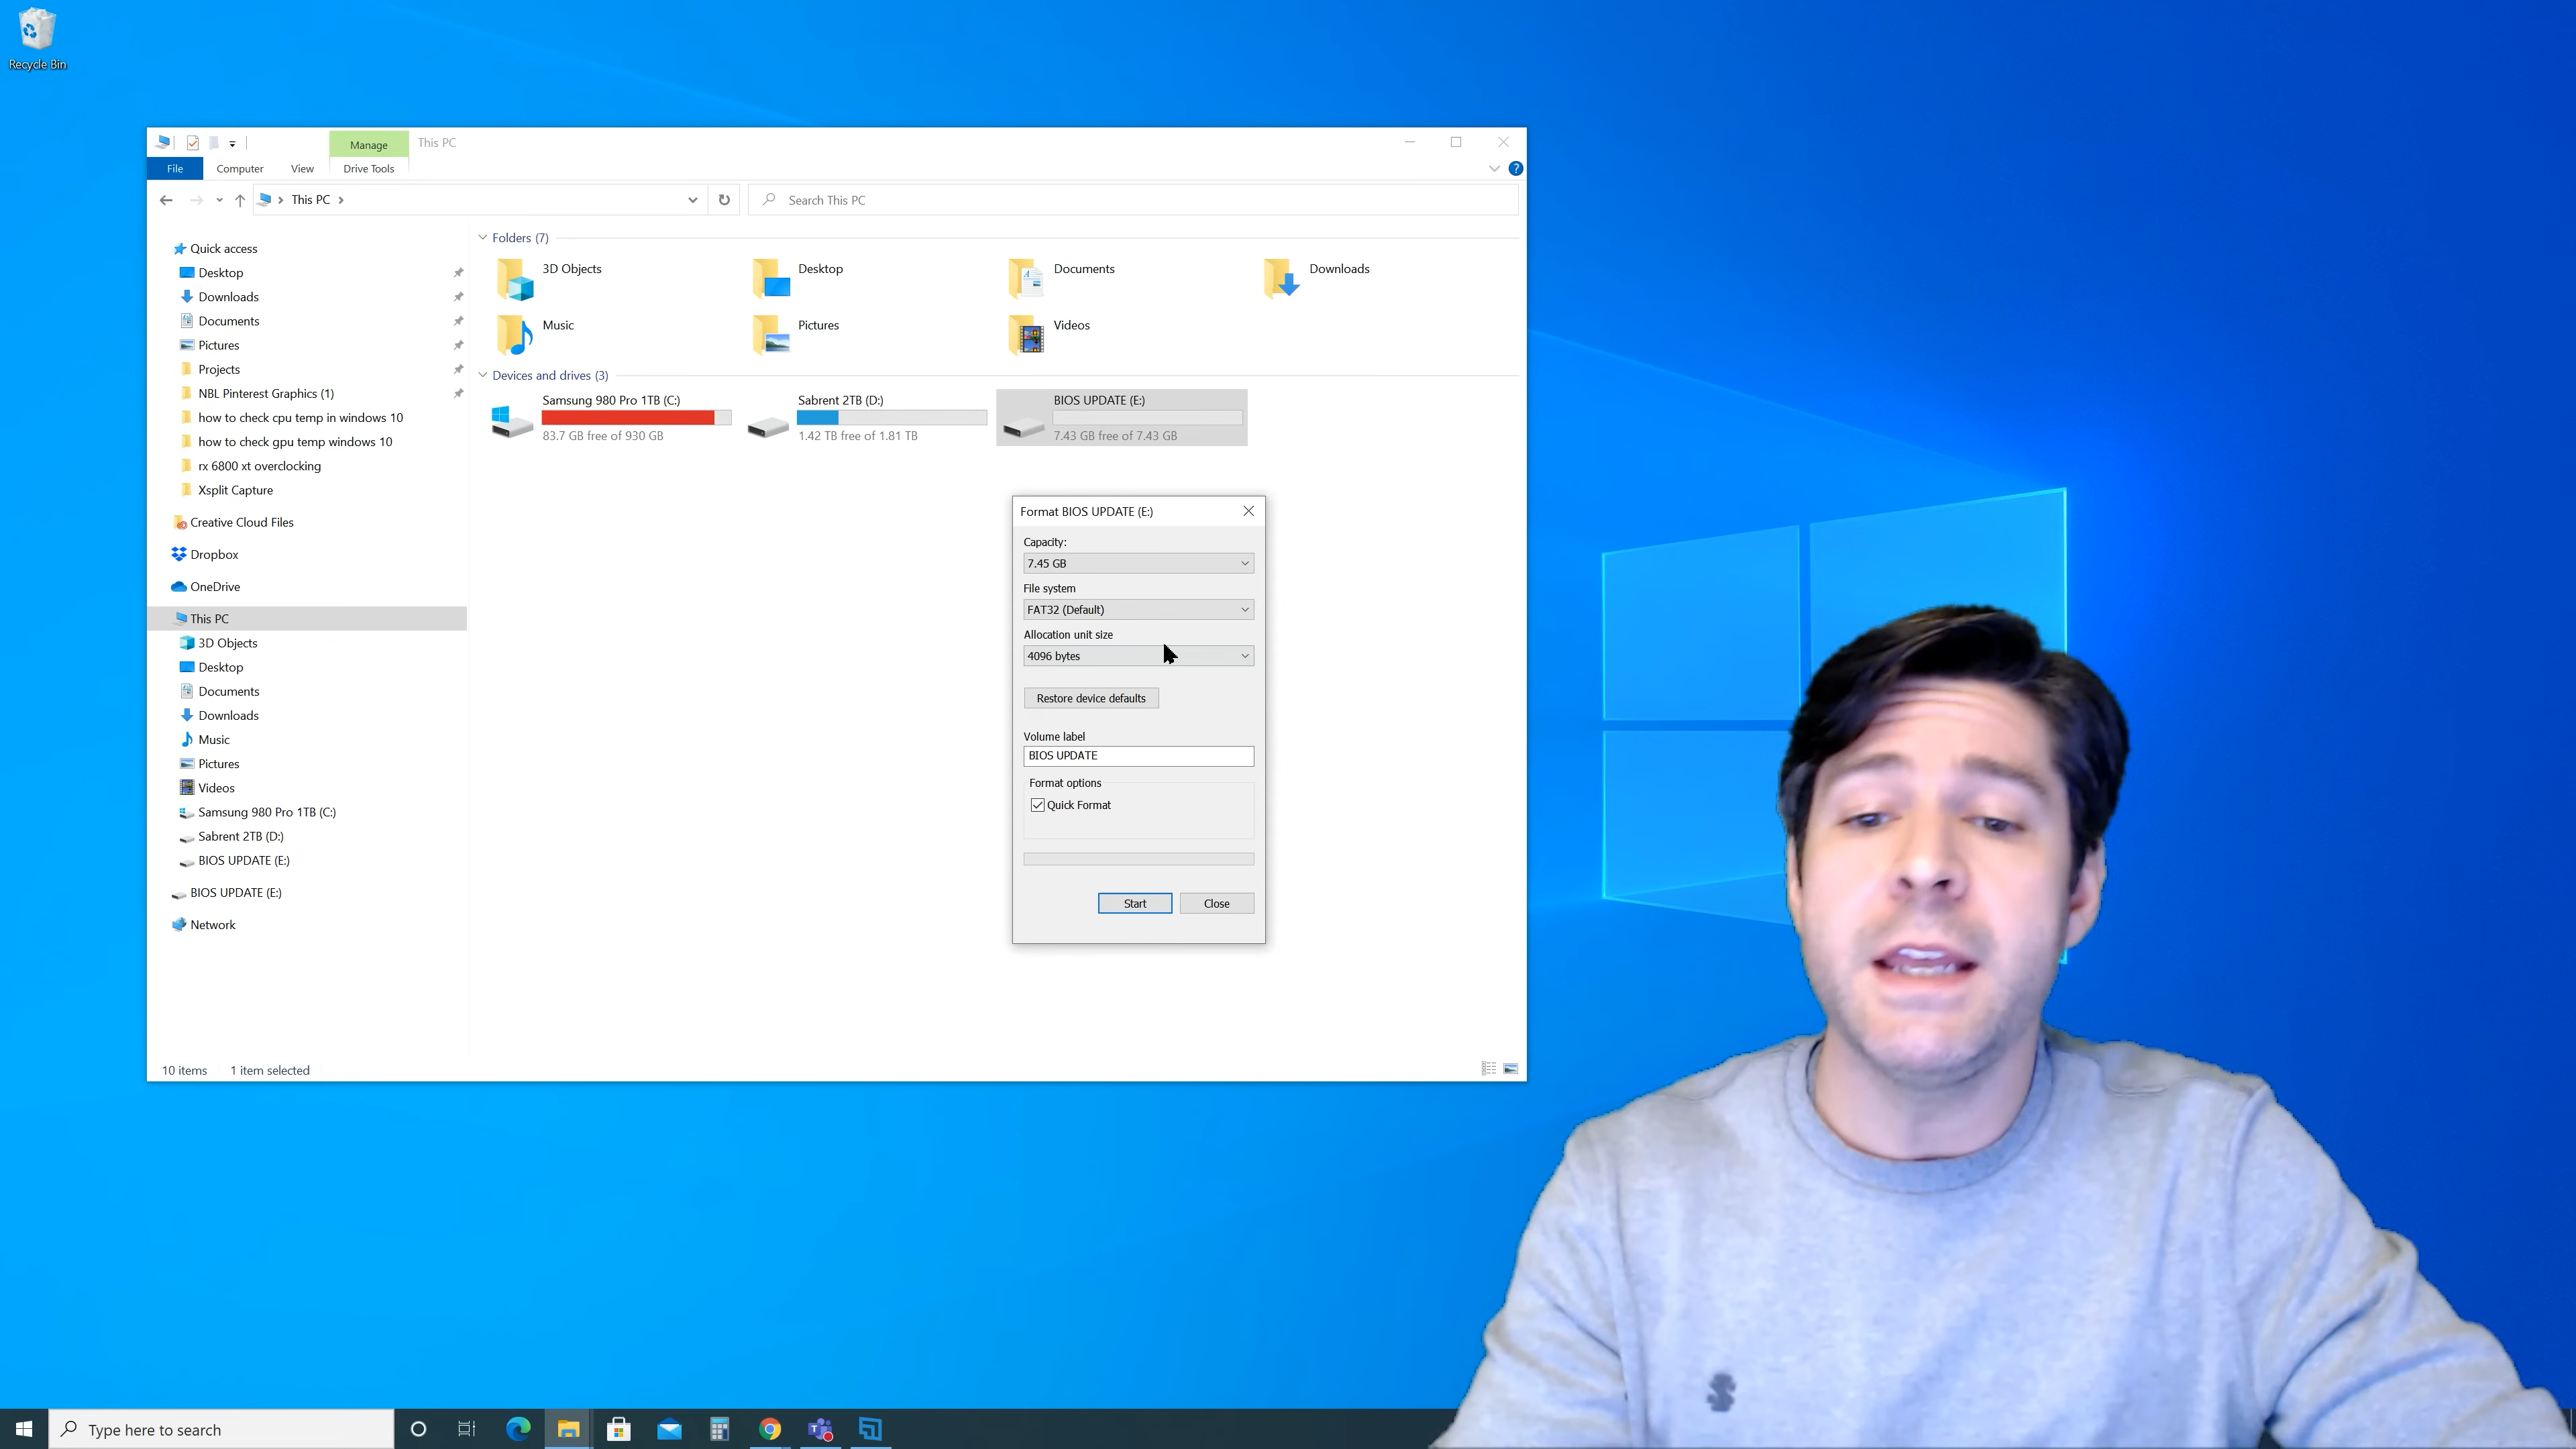 Recycle Bin
Manage
This PC
File
Computer
View
Drive Tools
This PC
Search This PC
Quick access
Desktop
Downloads
Documents
Pictures
Projects
NBL Pinterest Graphics (1)
how to check cpu temp in windows 10
how to check gpu temp windows 10
rx 6800 xt overclocking
Xsplit Capture
Creative Cloud Files
Dropbox
OneDrive
This PC
3D Objects
Desktop
Documents
Downloads
Music
Pictures
Videos
Samsung 980 Pro 1TB (C:)
Sabrent 2TB (D:)
BIOS UPDATE (E:)
BIOS UPDATE (E:)
Network
Folders (7)
3D Objects
Desktop
Documents
Downloads
Music
Pictures
Videos
Devices and drives (3)
Samsung 980 Pro 1TB (C:)
83.7 GB free of 930 GB
Sabrent 2TB (D:)
1.42 TB free of 1.81 TB
BIOS UPDATE (E:)
7.43 GB free of 7.43 GB
Format BIOS UPDATE (E:)
Capacity:
7.45 GB
File system
FAT32 (Default)
Allocation unit size
4096 bytes
Restore device defaults
Volume label
BIOS UPDATE
Format options
Quick Format
Start
Close
10 items
1 item selected
Type here to search